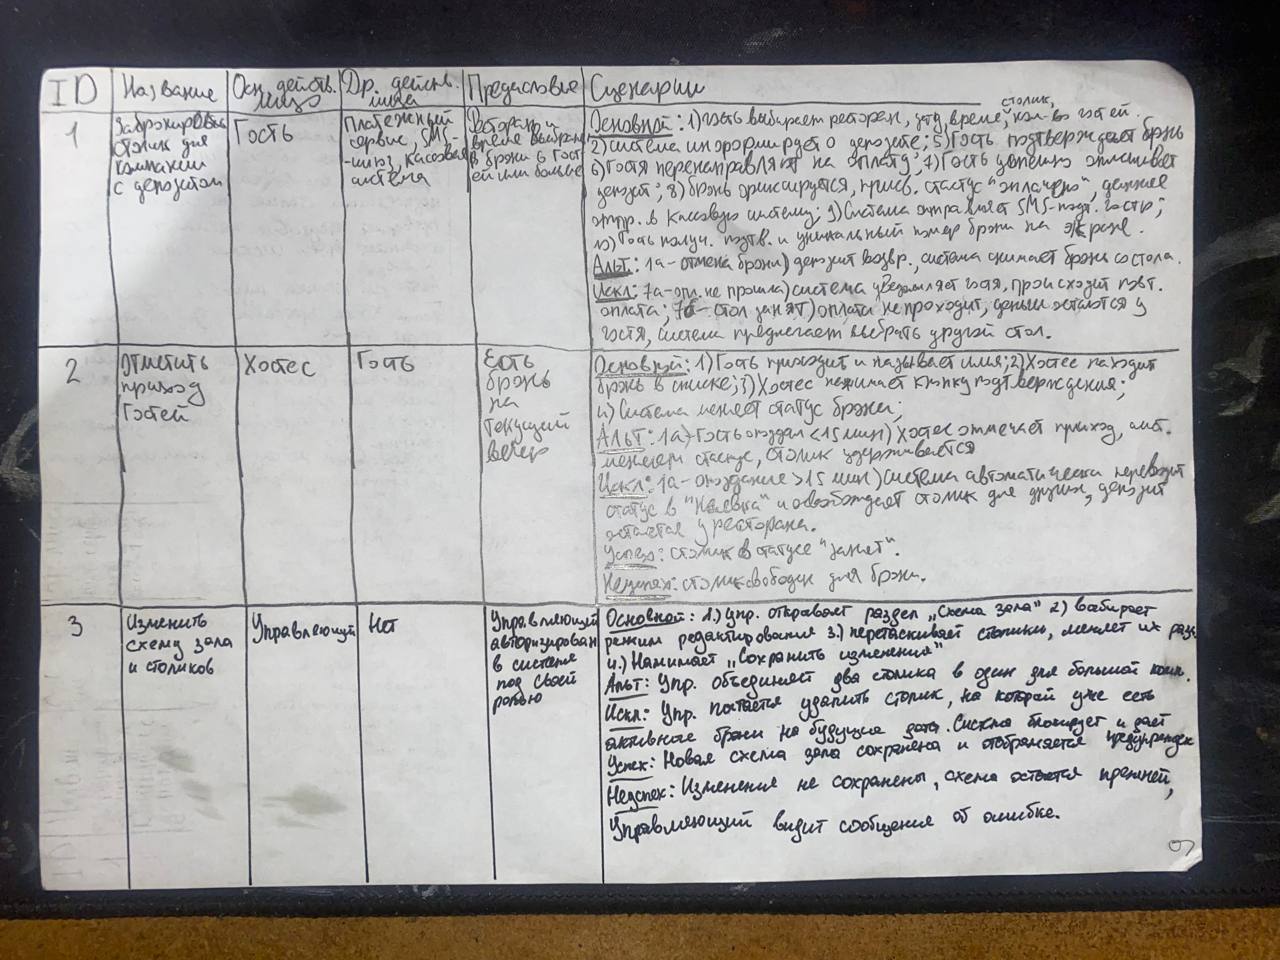 ID Название Осн. действ. лицо Др. действ. лица Предусловие Сценарии
1
Забронировать
столик для
компании
с депозитом
Гость
Платёжный
сервис, SMS-
-шлюз, кассовая
система
Ресторан и
время выбраны
в брони 6 гост
ей или больше
столик,
Основной: 1) Гость выбирает ресторан, дату, время, кол-во гостей.
2) система информирует о депозите; 5) Гость подтверждает бронь
6) Гостя перенаправляют на оплату; 7) Гость успешно оплачивает
депозит; 8) бронь фиксируется, присв. статус "оплачено", данные
отпр. в кассовую систему; 9) Система отправляет SMS-подт. гостю;
10) Гость получ. подтв. и уникальный номер брони на экране.
Альт: 1а - отмена брони) депозит возвр., система снимает бронь со стола.
Искл: 7а - опл. не прошла) система уведомляет гостя, происходит повт.
оплата; 7б - стол занят) оплата не проходит, деньги остаются у
гостя, система предлагает выбрать другой стол.
2
Отметить
приход
гостей
Хостес
Гость
Есть
бронь
на
текущий
вечер
Основной: 1) Гость приходит и называет имя; 2) Хостес находит
бронь в списке; 3) Хостес нажимает кнопку подтверждения;
4) Система меняет статус брони;
Альт: 1а) Гость опоздал <15 мин) Хостес отмечает приход,
меняет статус, столик удерживается
Искл: 1а - опоздание >15 мин) система автоматически переводит
статус в "Неявка" и освобождает столик для других, депозит
остается у ресторана.
Успех: столик в статусе "занят".
Неуспех: столик свободен для брони.
3
Изменить
схему зала
и столиков
Управляющий
Нет
Управляющий
авторизирован
в системе
под своей
ролью
Основной: 1.) Упр. открывает раздел „Схема зала" 2) выбирает
режим редактирования 3.) перетаскивает столики, меняет их разм
4.) Нажимает „Сохранить изменения"
Альт: Упр. объединяет два столика в один для большой комп.
Искл: Упр. пытается удалить столик, на который уже есть
активные брони на будущие даты. Система блокирует и даёт
предупрежден
Успех: Новая схема зала сохранена и отображается
Неуспех: Изменения не сохранены, схема остается прежней,
Управляющий видит сообщения об ошибке.